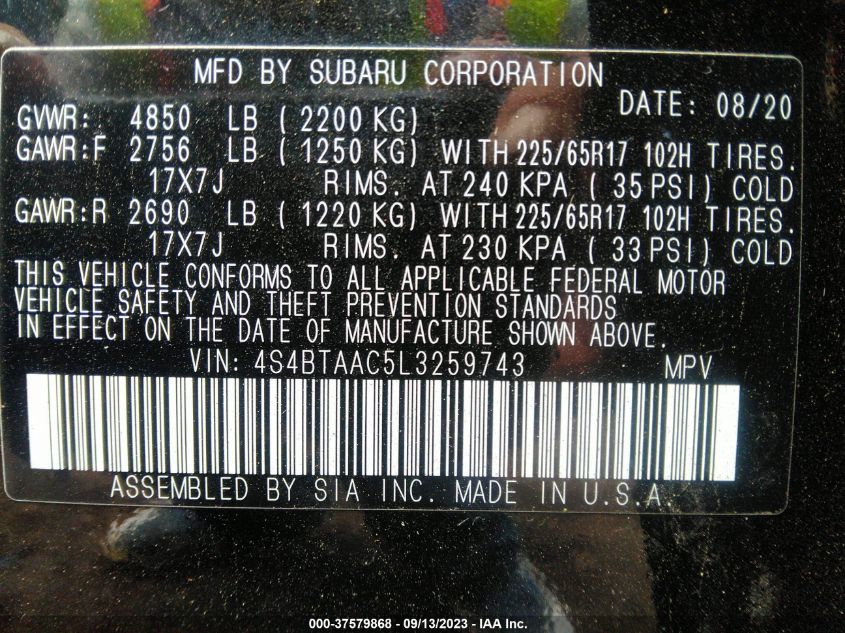 MFD BY SUBARU CORPORATION
DATE: 08/20
GVWR: 4850 LB ( 2200 KG)
GAWR:F 2756 LB ( 1250 KG) WITH 225/65R17 102H TIRES.
17X7J RIMS. AT 240 KPA ( 35 PSI) COLD
GAWR:R 2690 LB ( 1220 KG) WITH 225/65R17 102H TIRES.
17X7J RIMS. AT 230 KPA ( 33 PSI) COLD
THIS VEHICLE CONFORMS TO ALL APPLICABLE FEDERAL MOTOR
VEHICLE SAFETY AND THEFT PREVENTION STANDARDS
IN EFFECT ON THE DATE OF MANUFACTURE SHOWN ABOVE.
VIN: 4S4BTAAC5L3259743 MPV
ASSEMBLED BY SIA INC. MADE IN U.S.A
000-37579868 - 09/13/2023 - IAA Inc.